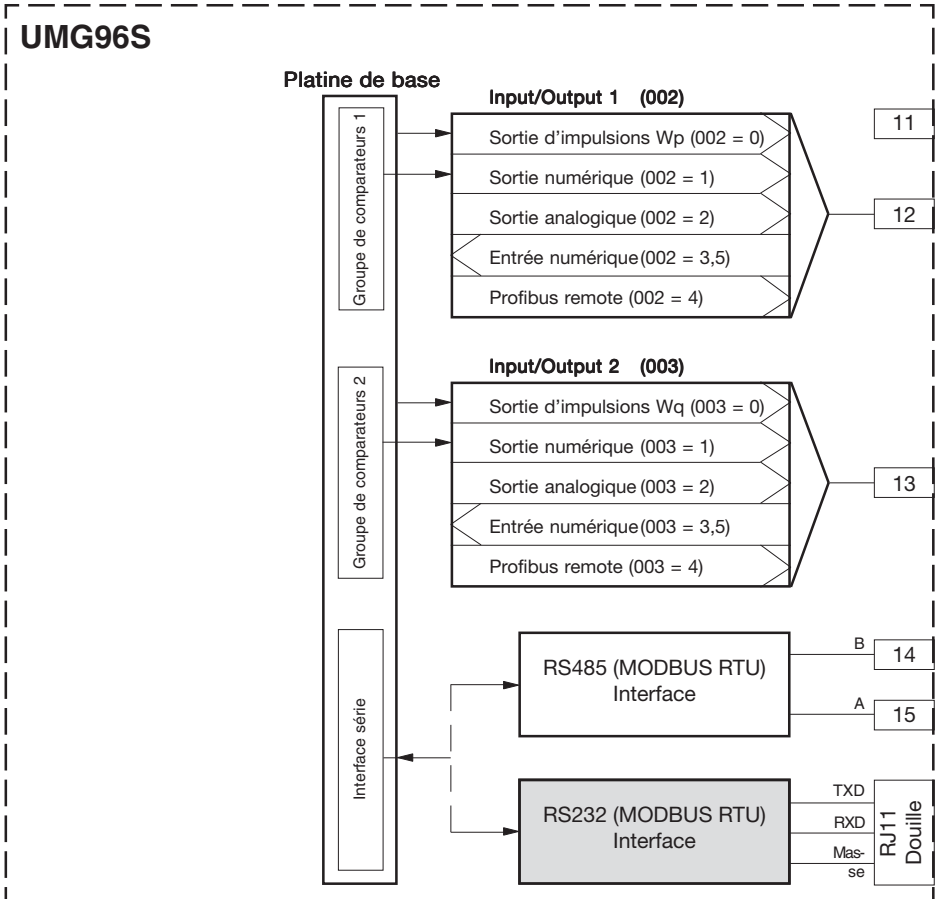 UMG96S
Platine de base
Groupe de comparateurs 1
Input/Output 1 (002)
Sortie d'impulsions Wp (002 = 0)
Sortie numérique (002 = 1)
Sortie analogique (002 = 2)
Entrée numérique(002 = 3,5)
Profibus remote (002 = 4)
11
12
Groupe de comparateurs 2
Input/Output 2 (003)
Sortie d'impulsions Wq (003 = 0)
Sortie numérique (003 = 1)
Sortie analogique (003 = 2)
Entrée numérique(003 = 3,5)
Profibus remote (003 = 4)
13
Interface série
RS485 (MODBUS RTU)
Interface
B
14
A
15
RS232 (MODBUS RTU)
Interface
TXD
RXD
Mas-
se
RJ11
Douille